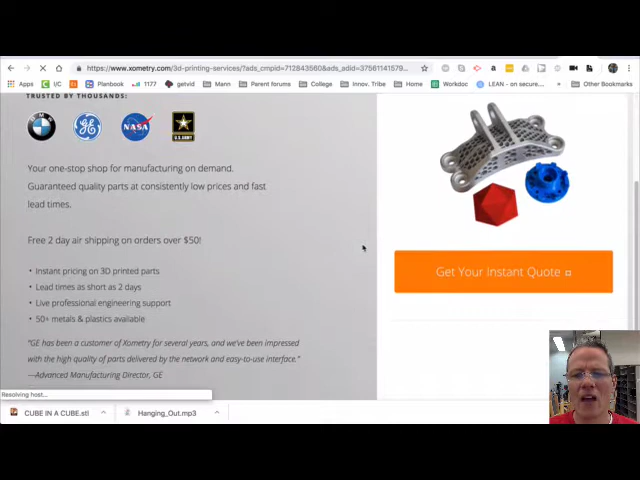 https://www.xometry.com/3d-printing-services/?ads_cmpid=712843560&ads_adid=37561141579...
Apps
I/C
Planbook
1177
getvid
Mann
Parent forums
College
Innov. Tribe
Home
Workdoc
LEAN - on secure...
»
Other Bookmarks
TRUSTED BY THOUSANDS:
BMW
GE
NASA
U.S. ARMY
Your one-stop shop for manufacturing on demand.
Guaranteed quality parts at consistently low prices and fast
lead times.
Free 2 day air shipping on orders over $50!
• Instant pricing on 3D printed parts
• Lead times as short as 2 days
• Live professional engineering support
• 50+ metals & plastics available
"GE has been a customer of Xometry for several years, and we've been impressed
with the high quality of parts delivered by the network and easy-to-use interface."
—Advanced Manufacturing Director, GE
Get Your Instant Quote
Resolving host...
CUBE IN A CUBE.stl
Hanging_Out.mp3